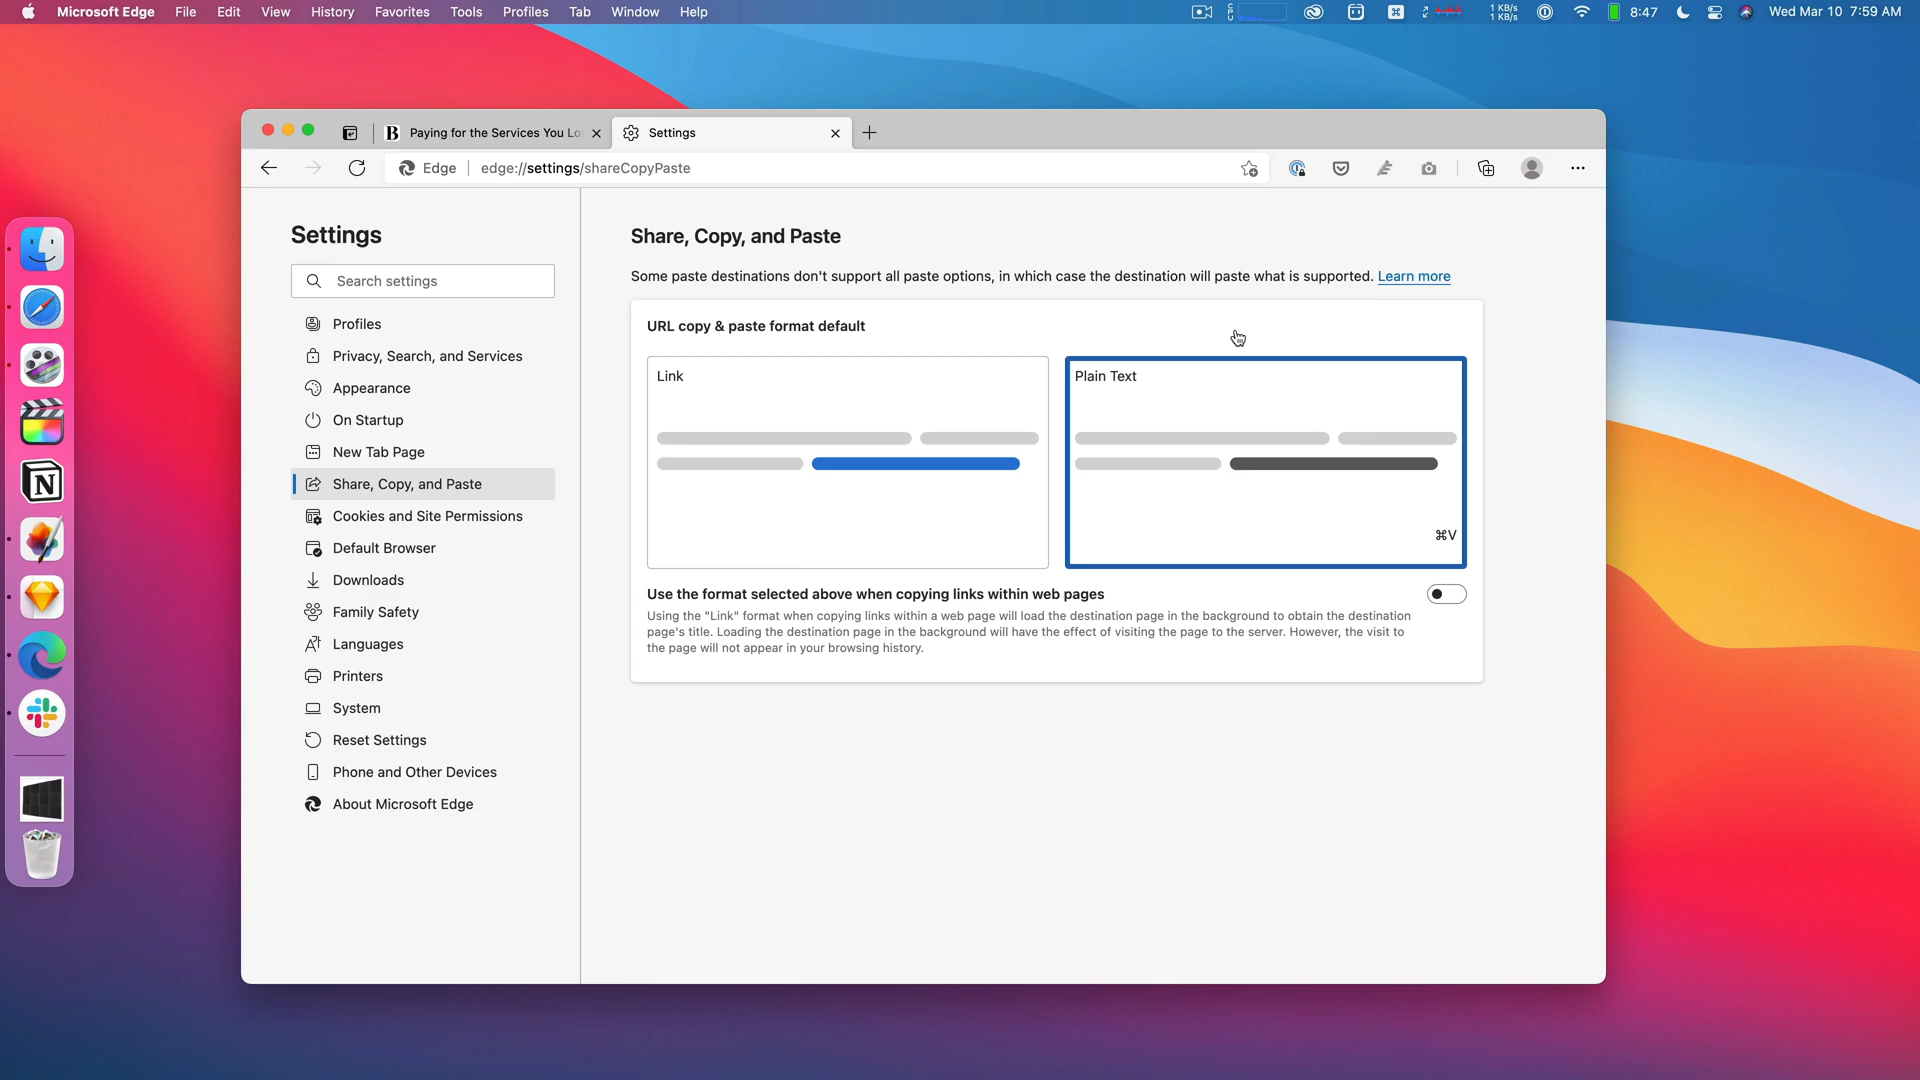 Microsoft Edge File Edit View History Favorites Tools Profiles Tab Window Help
CPU
1 KB/s
1 KB/s
8:47
Wed Mar 10 7:59 AM
B Paying for the Services You Lo
Settings
Edge
edge://settings/shareCopyPaste
Settings
Search settings
Profiles
Privacy, Search, and Services
Appearance
On Startup
New Tab Page
Share, Copy, and Paste
Cookies and Site Permissions
Default Browser
Downloads
Family Safety
Languages
Printers
System
Reset Settings
Phone and Other Devices
About Microsoft Edge
Share, Copy, and Paste
Some paste destinations don't support all paste options, in which case the destination will paste what is supported. Learn more
URL copy & paste format default
Link
Plain Text
⌘V
Use the format selected above when copying links within web pages
Using the "Link" format when copying links within a web page will load the destination page in the background to obtain the destination
page's title. Loading the destination page in the background will have the effect of visiting the page to the server. However, the visit to
the page will not appear in your browsing history.